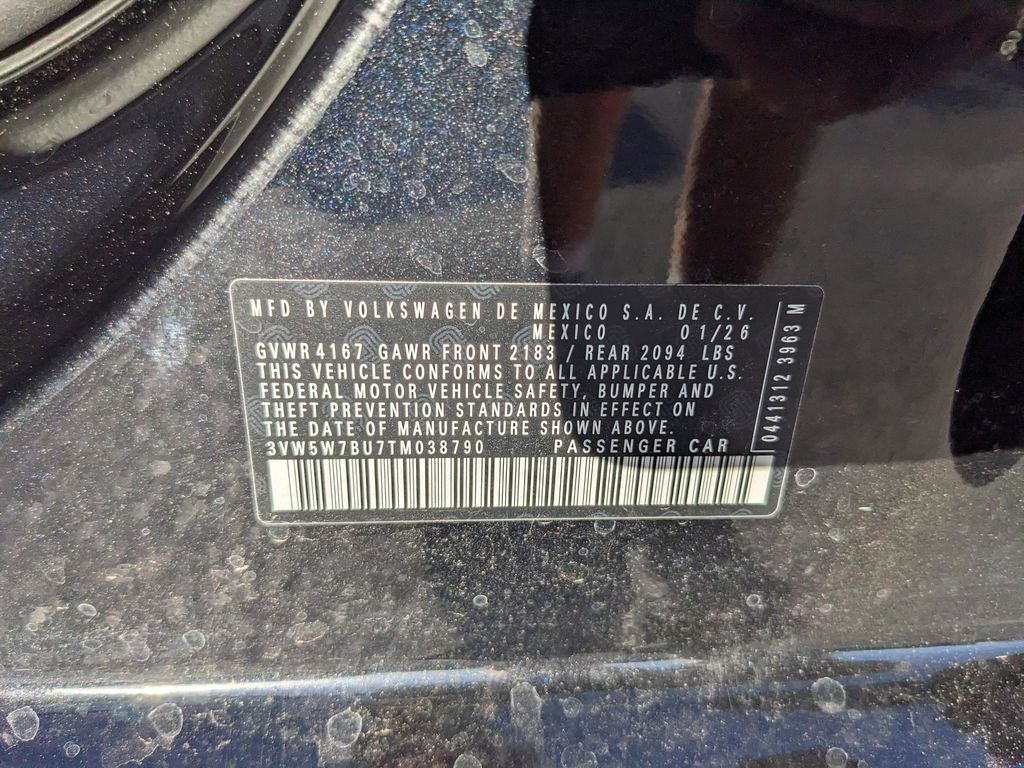 MFD BY VOLKSWAGEN DE MEXICO S.A. DE C.V.
MEXICO 01/26
GVWR 4167 GAWR FRONT 2183 / REAR 2094 LBS
THIS VEHICLE CONFORMS TO ALL APPLICABLE U.S.
FEDERAL MOTOR VEHICLE SAFETY, BUMPER AND
THEFT PREVENTION STANDARDS IN EFFECT ON
THE DATE OF MANUFACTURE SHOWN ABOVE.
3VW5W7BU7TM038790 PASSENGER CAR
0441312 3963 M